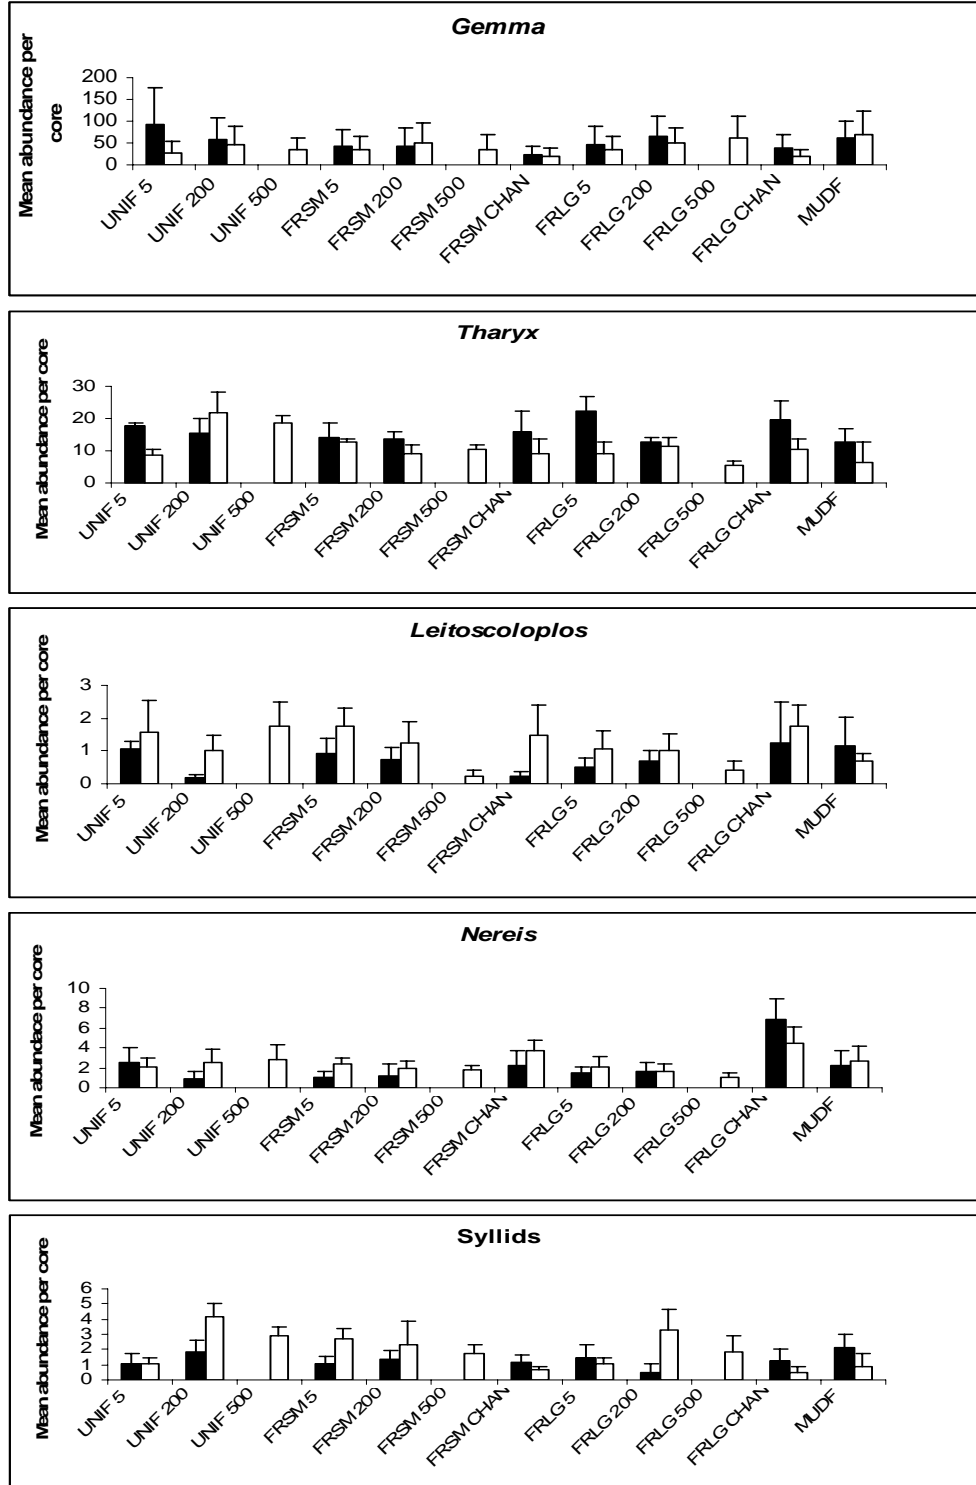 Gemma
Mean abundance per
core
200
150
100
50
0
UNIF 5
UNIF 200
UNIF 500
FRSM 5
FRSM 200
FRSM 500
FRSM CHAN
FRLG 5
FRLG 200
FRLG 500
FRLG CHAN
MUDF
Tharyx
Mean abundance per core
30
20
10
0
UNIF 5
UNIF 200
UNIF 500
FRSM 5
FRSM 200
FRSM 500
FRSM CHAN
FRLG 5
FRLG 200
FRLG 500
FRLG CHAN
MUDF
Leitoscoloplos
Mean abundance per core
3
2
1
0
UNIF 5
UNIF 200
UNIF 500
FRSM 5
FRSM 200
FRSM 500
FRSM CHAN
FRLG 5
FRLG 200
FRLG 500
FRLG CHAN
MUDF
Nereis
Mean abundace per core
10
8
6
4
2
0
UNIF 5
UNIF 200
UNIF 500
FRSM 5
FRSM 200
FRSM 500
FRSM CHAN
FRLG 5
FRLG 200
FRLG 500
FRLG CHAN
MUDF
Syllids
Mean abundance per core
6
5
4
3
2
1
0
UNIF 5
UNIF 200
UNIF 500
FRSM 5
FRSM 200
FRSM 500
FRSM CHAN
FRLG 5
FRLG 200
FRLG 500
FRLG CHAN
MUDF